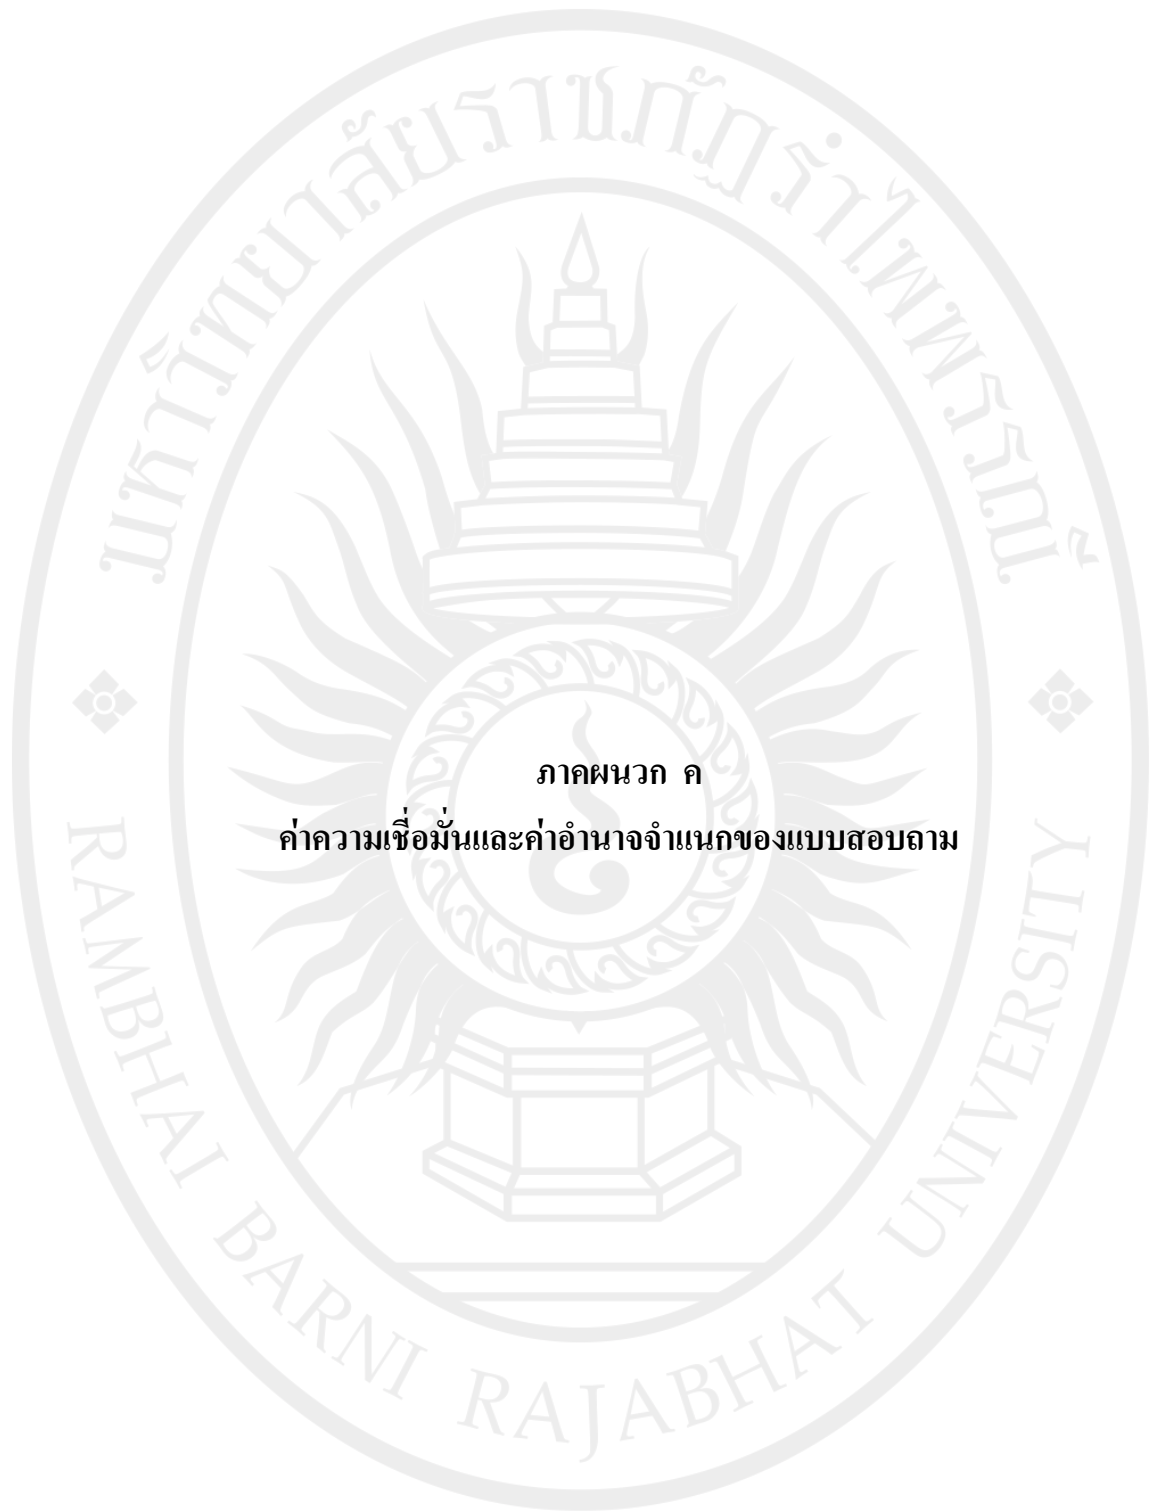 มหาวิทยาลัยราชภัฏรำไพพรรณี
ภาคผนวก ค
ค่าความเชื่อมั่นและค่าอำนาจจำแนกของแบบสอบถาม
RAMBHAI BARNI RAJABHAT UNIVERSITY